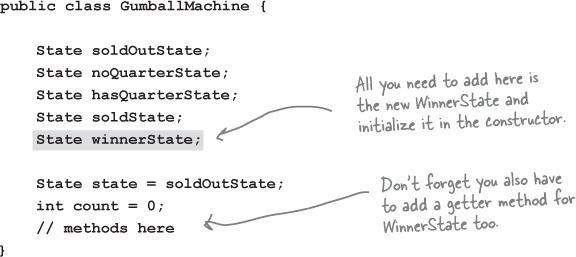 public class GumballMachine {
State soldOutState;
State noQuarterState;
State hasQuarterState;
State soldState;
State winnerState;
All you need to add here is
the new WinnerState and
initialize it in the constructor.
State state = soldOutState;
int count = 0;
// methods here
Don't forget you also have
to add a getter method for
WinnerState too.
}